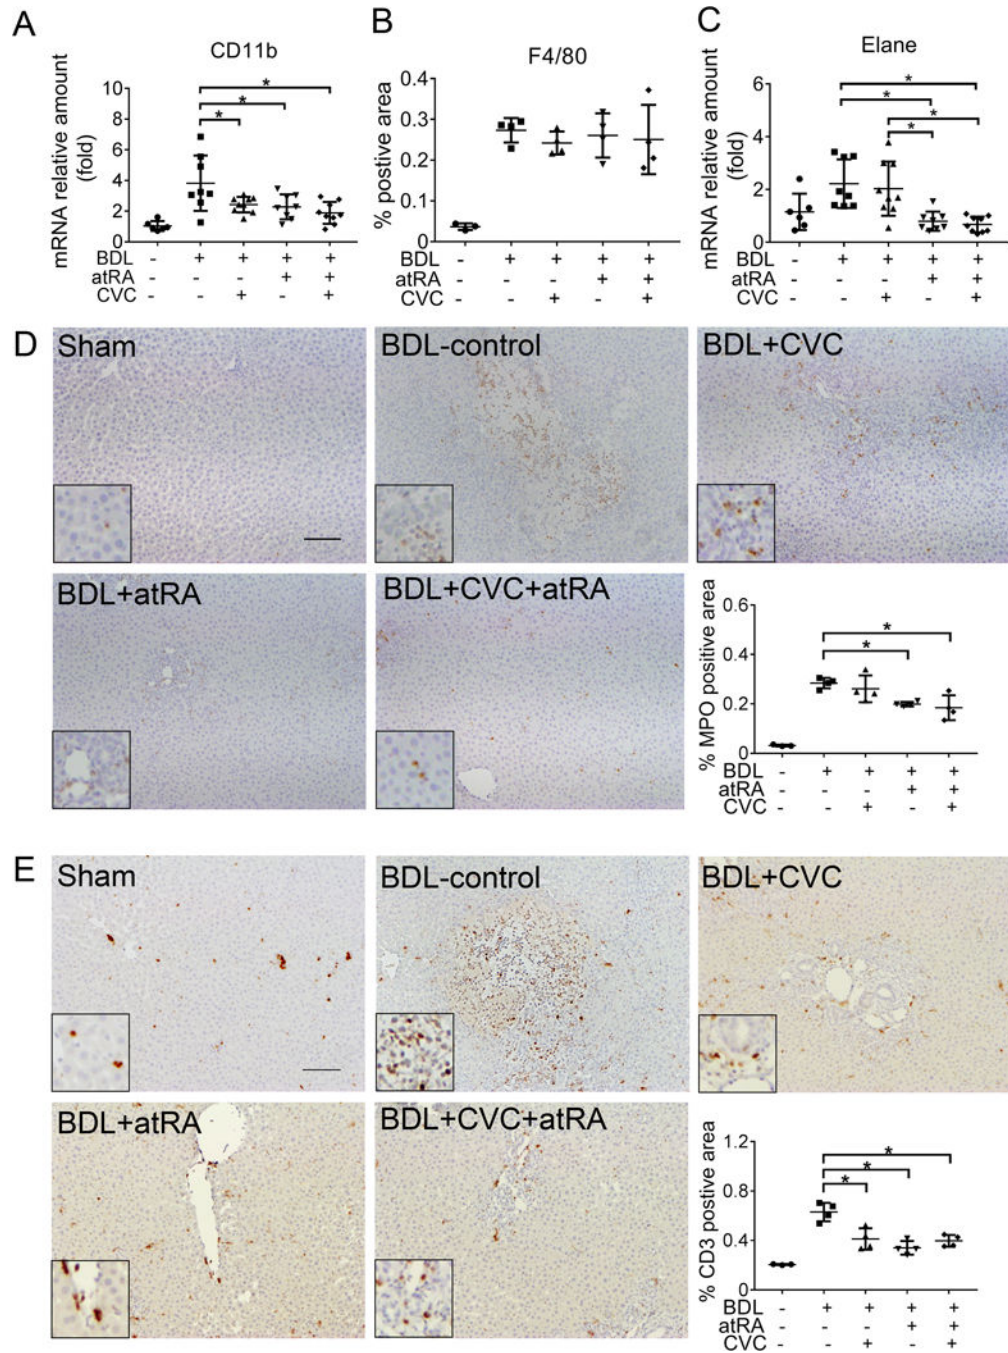 A
CD11b
mRNA relative amount
(fold)
10
8
6
4
2
0
*
*
*
BDL - + + + +
atRA - - - + +
CVC - - + - +
B
F4/80
% positive area
0.4
0.3
0.2
0.1
0.0
BDL - + + + +
atRA - - - + +
CVC - - + - +
C
Elane
mRNA relative amount
(fold)
6
4
2
0
*
*
*
*
BDL - + + + +
atRA - - - + +
CVC - - + - +
D
Sham
BDL-control
BDL+CVC
BDL+atRA
BDL+CVC+atRA
% MPO positive area
0.6
0.4
0.2
0
*
*
BDL - + + + +
atRA - - - + +
CVC - - + - +
E
Sham
BDL-control
BDL+CVC
BDL+atRA
BDL+CVC+atRA
% CD3 postive area
1.2
0.8
0.4
0
*
*
*
BDL - + + + +
atRA - - - + +
CVC - - + - +